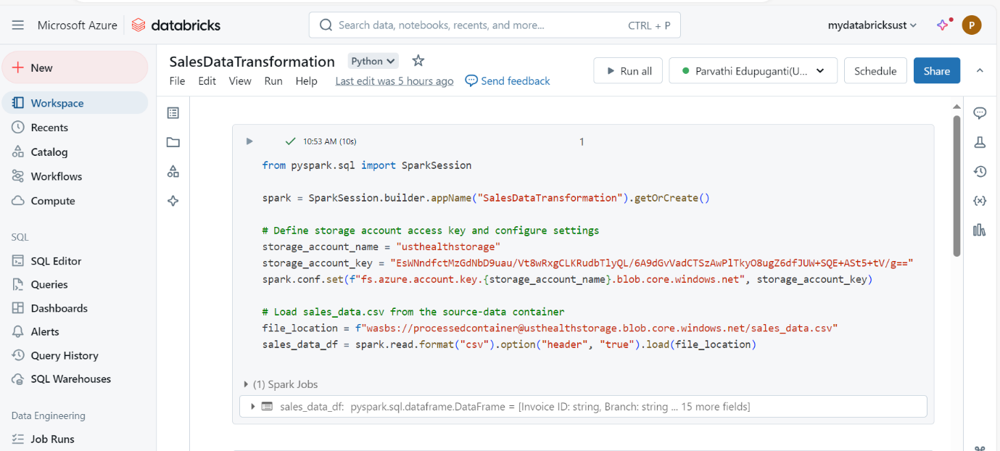 Microsoft Azure
databricks
Search data, notebooks, recents, and more...
CTRL + P
mydatabricksust
P
New
Workspace
Recents
Catalog
Workflows
Compute
SQL
SQL Editor
Queries
Dashboards
Alerts
Query History
SQL Warehouses
Data Engineering
Job Runs
SalesDataTransformation
Python
File Edit View Run Help Last edit was 5 hours ago Send feedback
Run all
Parvathi Edupuganti(U...
Schedule
Share
10:53 AM (10s)
1
from pyspark.sql import SparkSession
spark = SparkSession.builder.appName("SalesDataTransformation").getOrCreate()
# Define storage account access key and configure settings
storage_account_name = "usthealthstorage"
storage_account_key = "EsWNndfctMzGdNbD9uau/Vt8wRxgCLKRudbTlyQL/6A9dGvVadCTSzAwPlTkyO8ugZ6dfJUW+SQE+ASt5+tV/g=="
spark.conf.set(f"fs.azure.account.key.{storage_account_name}.blob.core.windows.net", storage_account_key)
# Load sales_data.csv from the source-data container
file_location = f"wasbs://processedcontainer@usthealthstorage.blob.core.windows.net/sales_data.csv"
sales_data_df = spark.read.format("csv").option("header", "true").load(file_location)
(1) Spark Jobs
sales_data_df: pyspark.sql.dataframe.DataFrame = [Invoice ID: string, Branch: string ... 15 more fields]